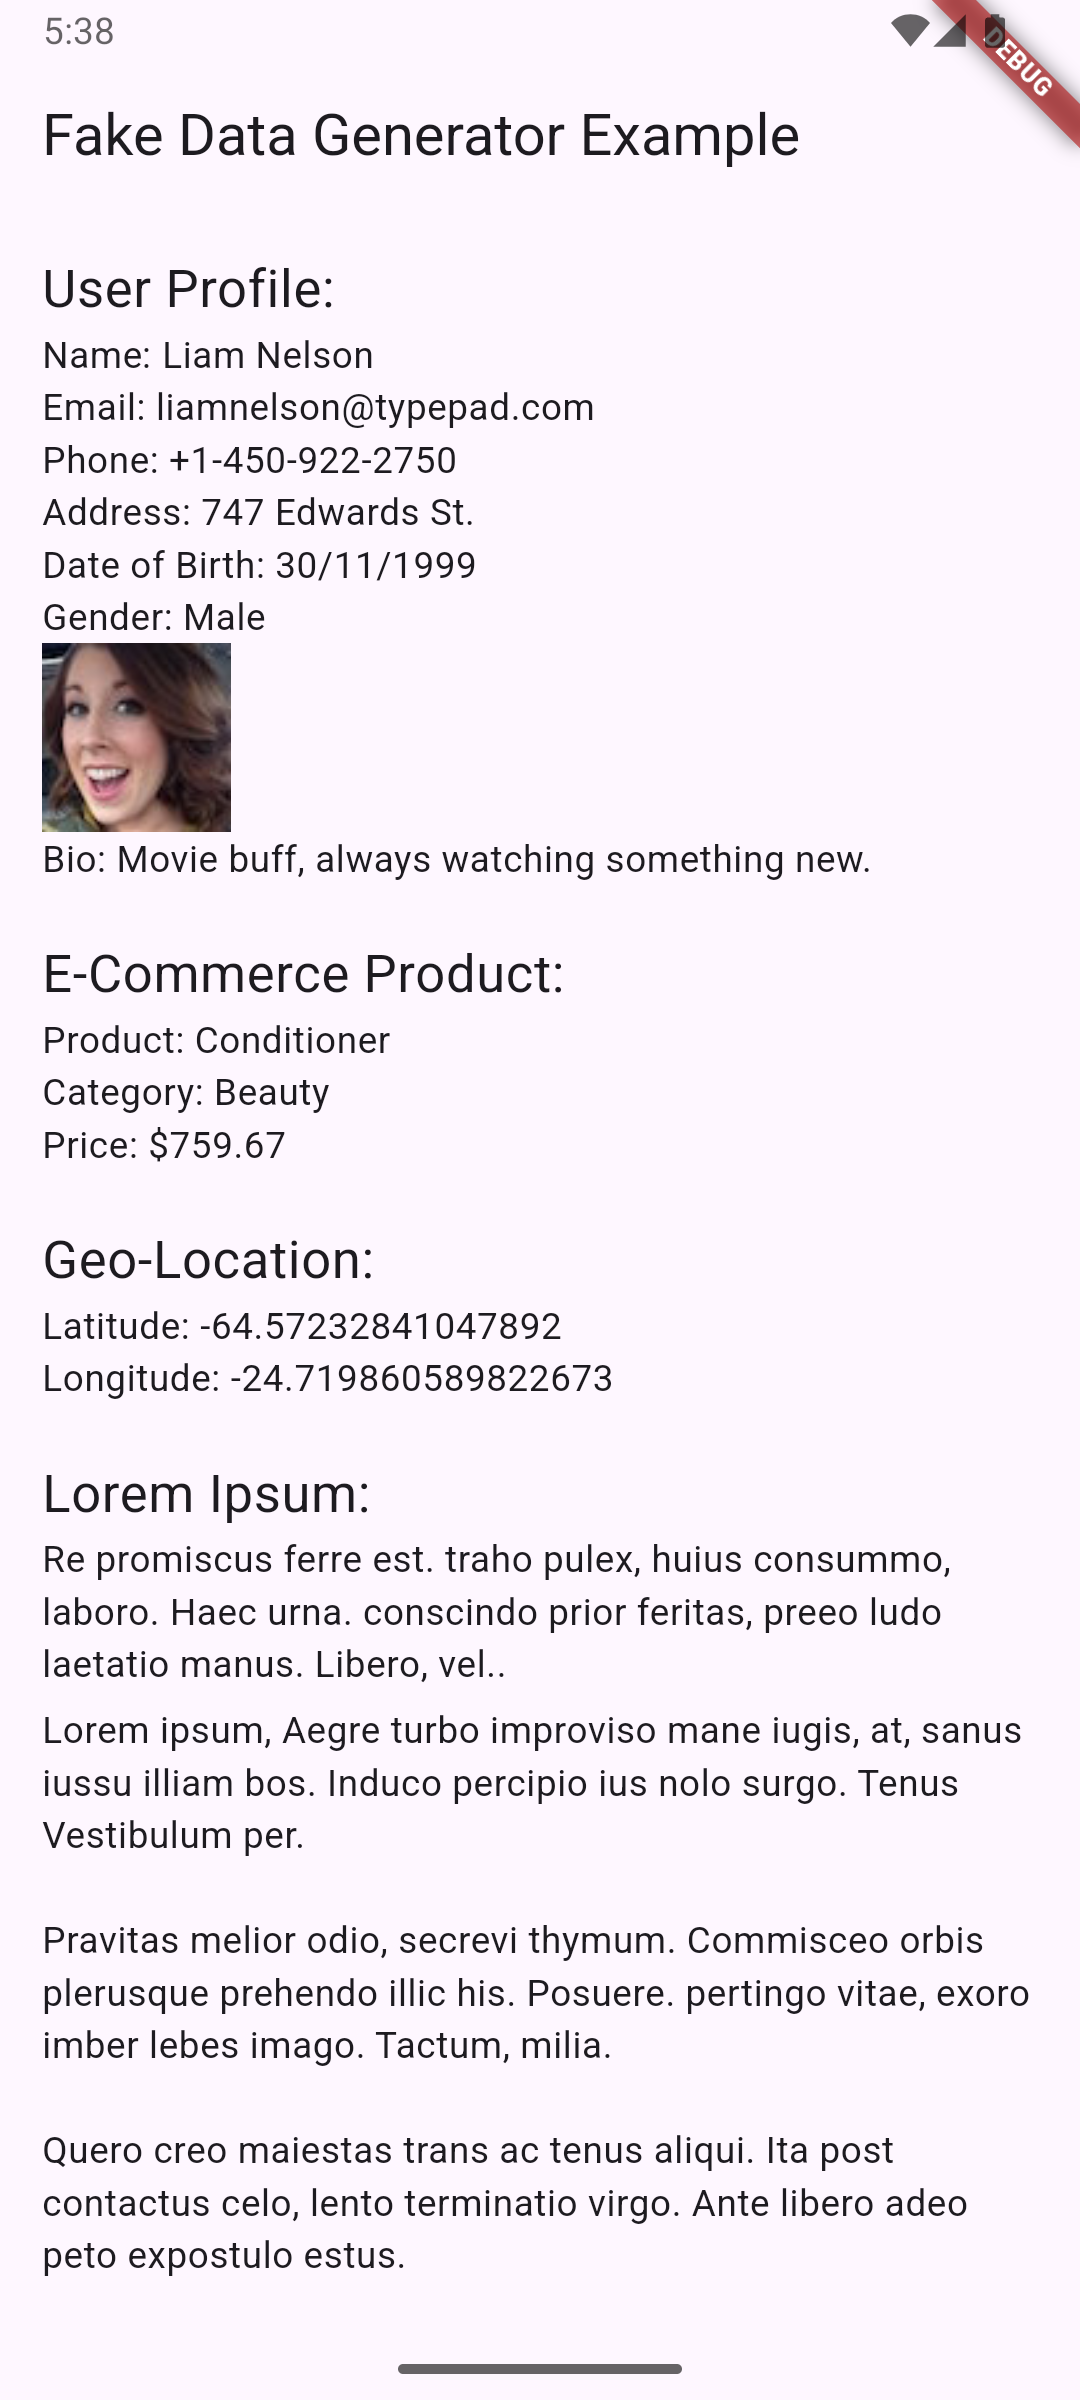 5:38
DEBUG
Fake Data Generator Example
User Profile:
Name: Liam Nelson
Email: liamnelson@typepad.com
Phone: +1-450-922-2750
Address: 747 Edwards St.
Date of Birth: 30/11/1999
Gender: Male
Bio: Movie buff, always watching something new.
E-Commerce Product:
Product: Conditioner
Category: Beauty
Price: $759.67
Geo-Location:
Latitude: -64.57232841047892
Longitude: -24.719860589822673
Lorem Ipsum:
Re promiscus ferre est. traho pulex, huius consummo,
laboro. Haec urna. conscindo prior feritas, preeo ludo
laetatio manus. Libero, vel..
Lorem ipsum, Aegre turbo improviso mane iugis, at, sanus
iussu illiam bos. Induco percipio ius nolo surgo. Tenus
Vestibulum per.
Pravitas melior odio, secrevi thymum. Commisceo orbis
plerusque prehendo illic his. Posuere. pertingo vitae, exoro
imber lebes imago. Tactum, milia.
Quero creo maiestas trans ac tenus aliqui. Ita post
contactus celo, lento terminatio virgo. Ante libero adeo
peto expostulo estus.